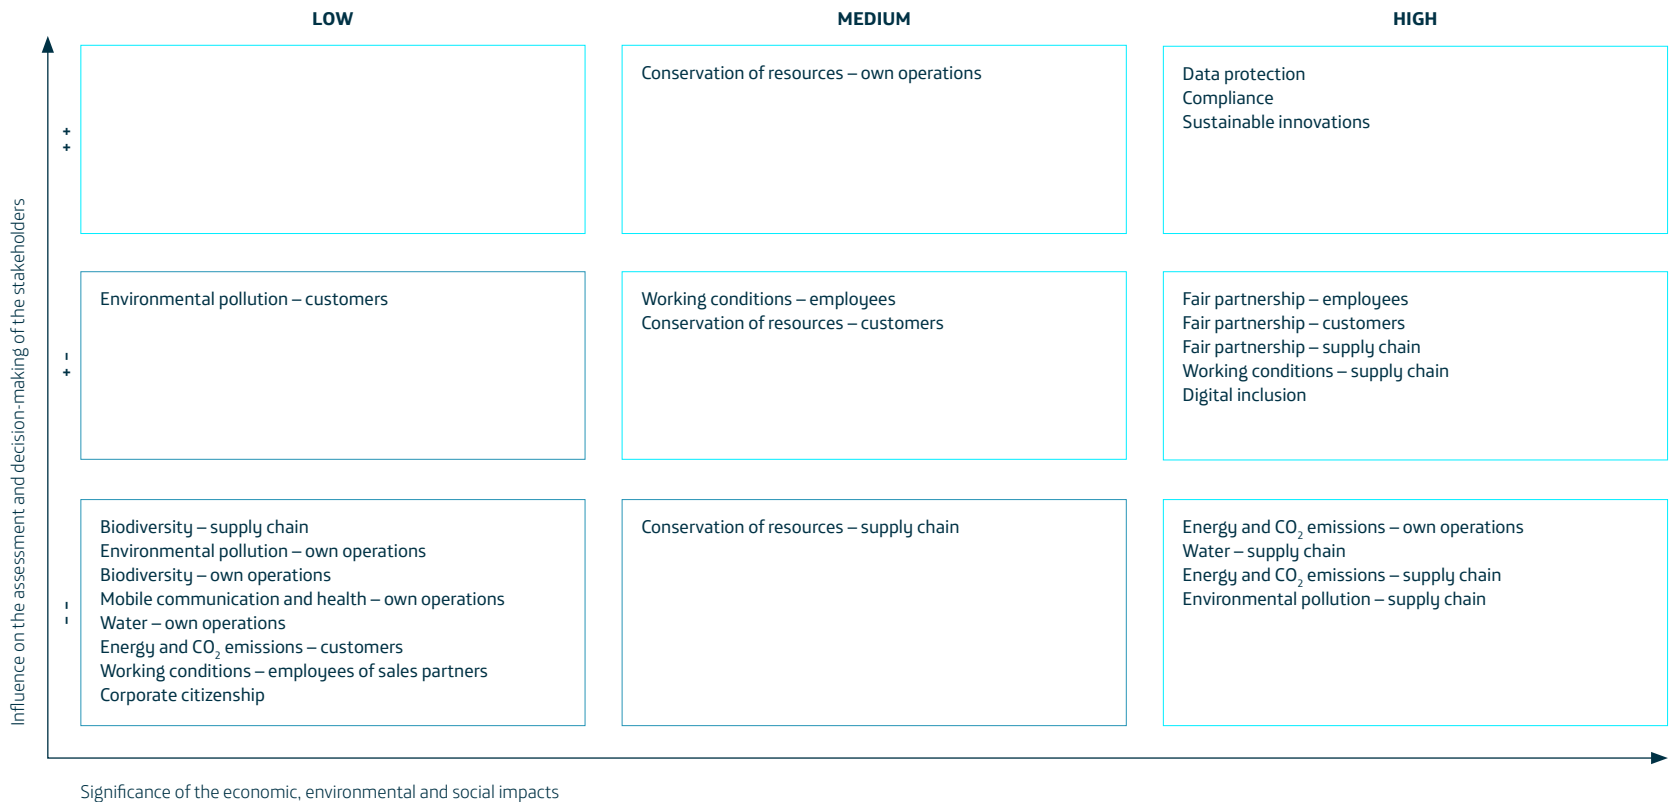 LOW
MEDIUM
HIGH
Influence on the assessment and decision-making of the stakeholders
++
Conservation of resources – own operations
Data protection
Compliance
Sustainable innovations
+-
Environmental pollution – customers
Working conditions – employees
Conservation of resources – customers
Fair partnership – employees
Fair partnership – customers
Fair partnership – supply chain
Working conditions – supply chain
Digital inclusion
--
Biodiversity – supply chain
Environmental pollution – own operations
Biodiversity – own operations
Mobile communication and health – own operations
Water – own operations
Energy and CO₂ emissions – customers
Working conditions – employees of sales partners
Corporate citizenship
Conservation of resources – supply chain
Energy and CO₂ emissions – own operations
Water – supply chain
Energy and CO₂ emissions – supply chain
Environmental pollution – supply chain
Significance of the economic, environmental and social impacts